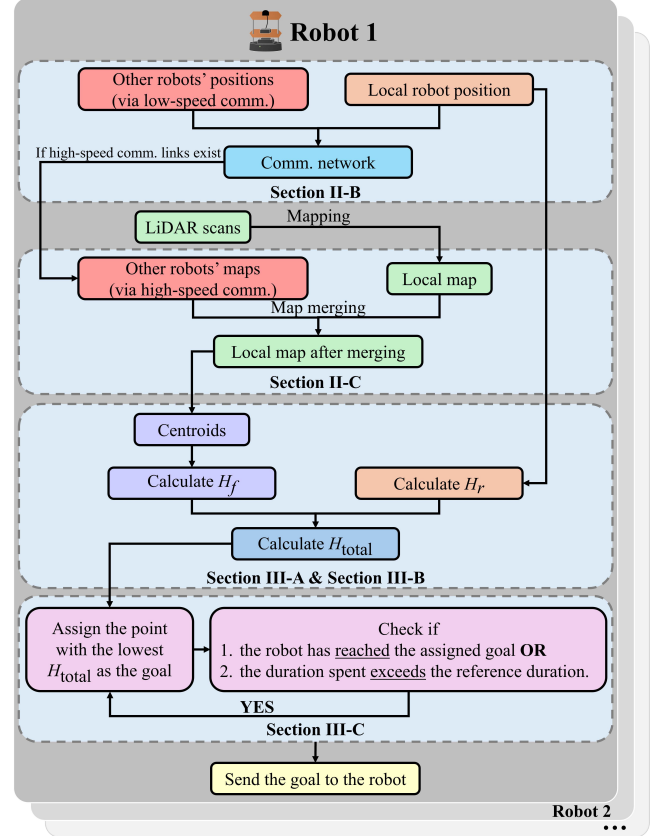 Robot 1
Other robots' positions
(via low-speed comm.)
Local robot position
If high-speed comm. links exist
Comm. network
Section II-B
LiDAR scans
Mapping
Other robots' maps
(via high-speed comm.)
Local map
Map merging
Local map after merging
Section II-C
Centroids
Calculate H_f
Calculate H_r
Calculate H_total
Section III-A & Section III-B
Assign the point
with the lowest
H_total as the goal
Check if
1. the robot has reached the assigned goal OR
2. the duration spent exceeds the reference duration.
YES
Section III-C
Send the goal to the robot
Robot 2
...